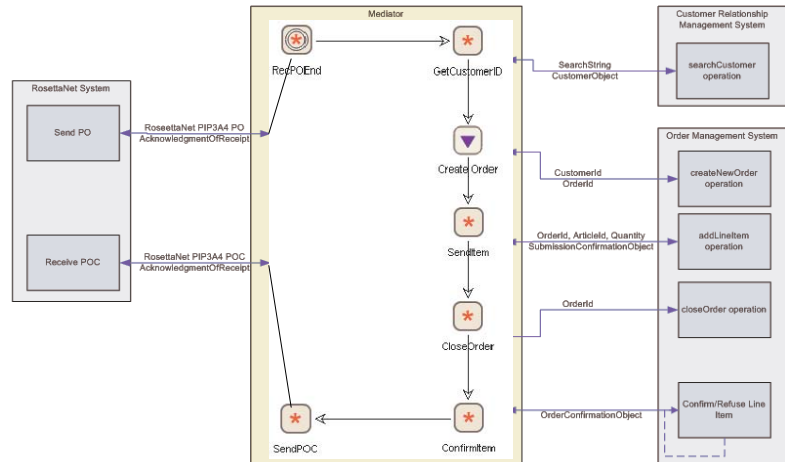 Mediator
Customer Relationship
Management System
RosettaNet System
RecPOIEnd
GetCustomerID
SearchString
CustomerObject
searchCustomer
operation
Send PO
RoseettaNet PIP3A4 PO
AcknowledgmentOfReceipt
Order Management System
Create Order
CustomerId
OrderId
createNewOrder
operation
SendItem
OrderId, ArticleId, Quantity
SubmissionConfirmationObject
addLineItem
operation
Receive POC
RosettaNet PIP3A4 POC
AcknowledgmentOfReceipt
CloseOrder
OrderId
closeOrder operation
SendPOC
ConfirmItem
OrderConfirmationObject
Confirm/Refuse Line
Item